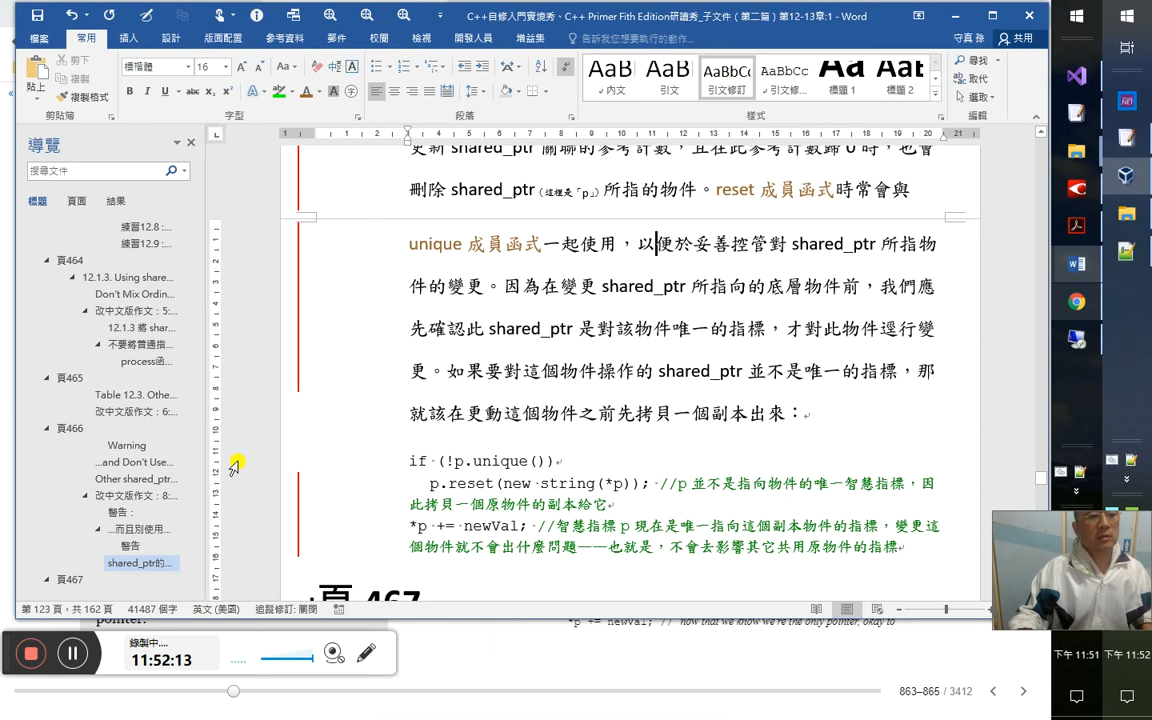 C++自修入門實境秀、C++ Primer Fith Edition研讀秀_子文件（第二篇）第12-13章:1 - Word
檔案
常用
插入
設計
版面配置
參考資料
郵件
校閱
檢視
開發人員
增益集
告訴我您想要執行的動作...
守真 孫
共用
貼上
剪下
複製
複製格式
標楷體
16
剪貼簿
字型
段落
樣式
編輯
內文
引文
引文修訂
引文修...
標題 1
標題 2
尋找
取代
選取
導覽
搜尋文件
標題
頁面
結果
練習12.8 :...
練習12.9 :...
頁464
12.1.3. Using share...
Don't Mix Ordin...
改中文版作文：5:...
12.1.3 將 shar...
不要將普通指...
process函...
頁465
Table 12.3. Othe...
改中文版作文：6:...
頁466
Warning
...and Don't Use...
Other shared_ptr...
改中文版作文：8:...
警告：
...而且別使用...
警告
shared_ptr的...
頁467
更新 shared_ptr 關聯的參考計數，且在此參考計數歸 0 時，也會
刪除 shared_ptr（這裡是「p」）所指的物件。reset 成員函式時常會與
unique 成員函式一起使用，以便於妥善控管對 shared_ptr 所指物
件的變更。因為在變更 shared_ptr 所指向的底層物件前，我們應
先確認此 shared_ptr 是對該物件唯一的指標，才對此物件逕行變
更。如果要對這個物件操作的 shared_ptr 並不是唯一的指標，那
就該在更動這個物件之前先拷貝一個副本出來：
if (!p.unique())
p.reset(new string(*p)); //p 並不是指向物件的唯一智慧指標，因
此拷貝一個原物件的副本給它
*p += newVal; //智慧指標 p 現在是唯一指向這個副本物件的指標，變更這
個物件就不會出什麼問題——也就是，不會去影響其它共用原物件的指標
頁 467
第 123 頁，共 162 頁
41487 個字
英文 (美國)
追蹤修訂: 關閉
pointer.
*p += newVal; // now that we know we're the only pointer, okay to
錄製中....
11:52:13
863–865 / 3412
下午 11:51
下午 11:52